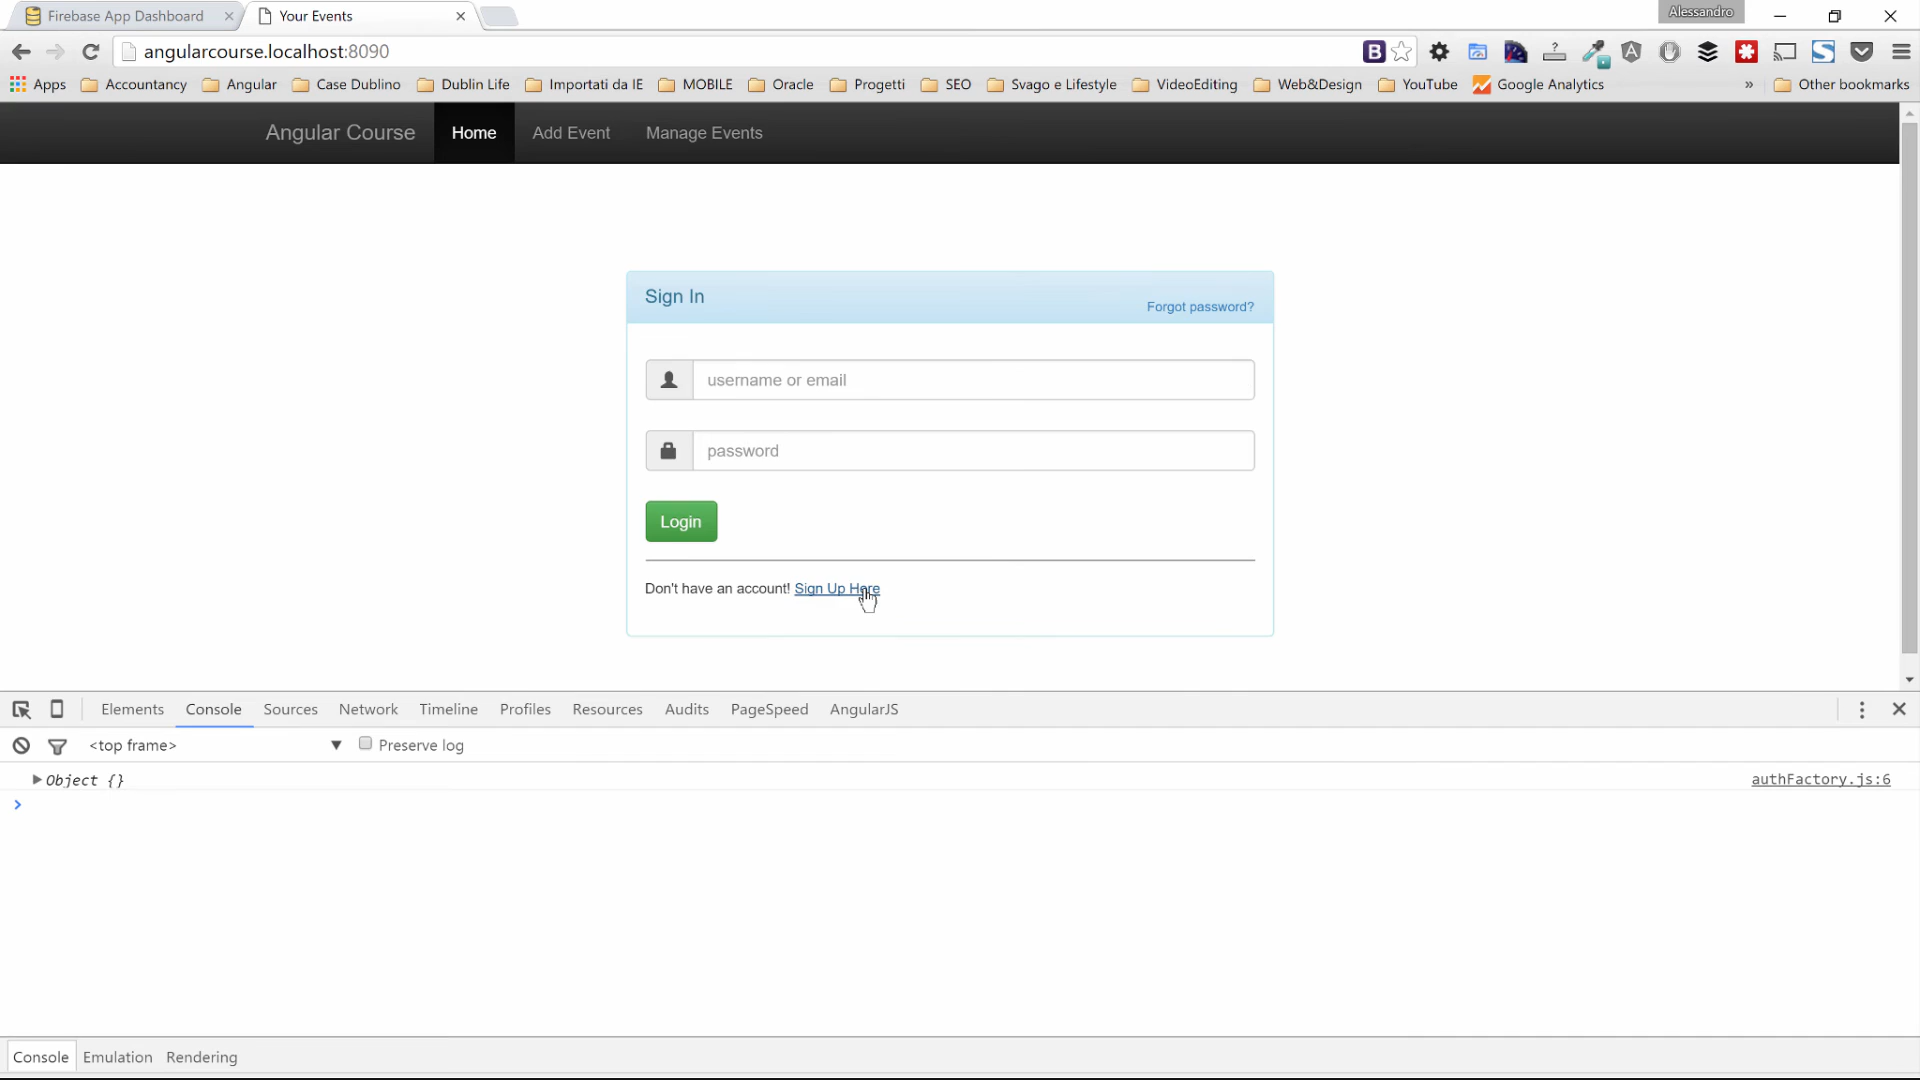 Firebase App Dashboard
Your Events
Alessandro
angularcourse.localhost:8090
Apps Accountancy Angular Case Dublino Dublin Life Importati da IE MOBILE Oracle Progetti SEO Svago e Lifestyle VideoEditing Web&Design YouTube Google Analytics » Other bookmarks
Angular Course Home Add Event Manage Events
Sign In
Forgot password?
username or email
password
Login
Don't have an account! Sign Up Here
Elements Console Sources Network Timeline Profiles Resources Audits PageSpeed AngularJS
<top frame> Preserve log
Object {} authFactory.js:6
Console Emulation Rendering